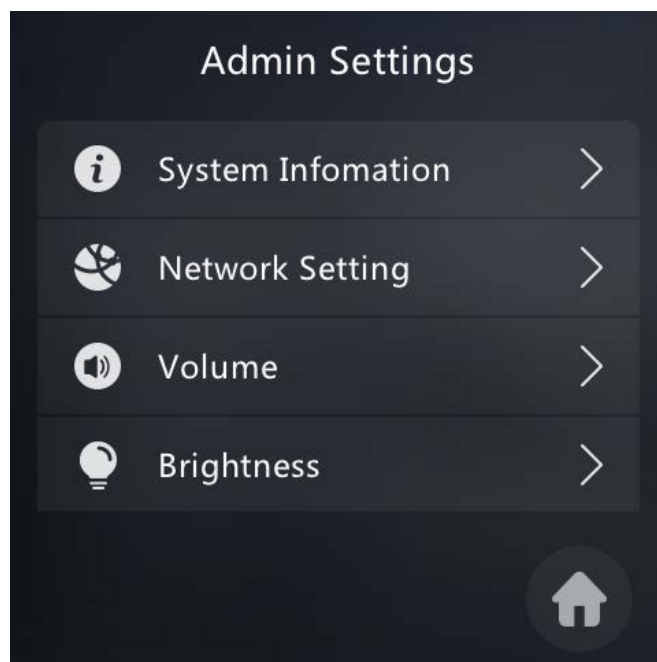 Admin Settings
System Infomation
Network Setting
Volume
Brightness